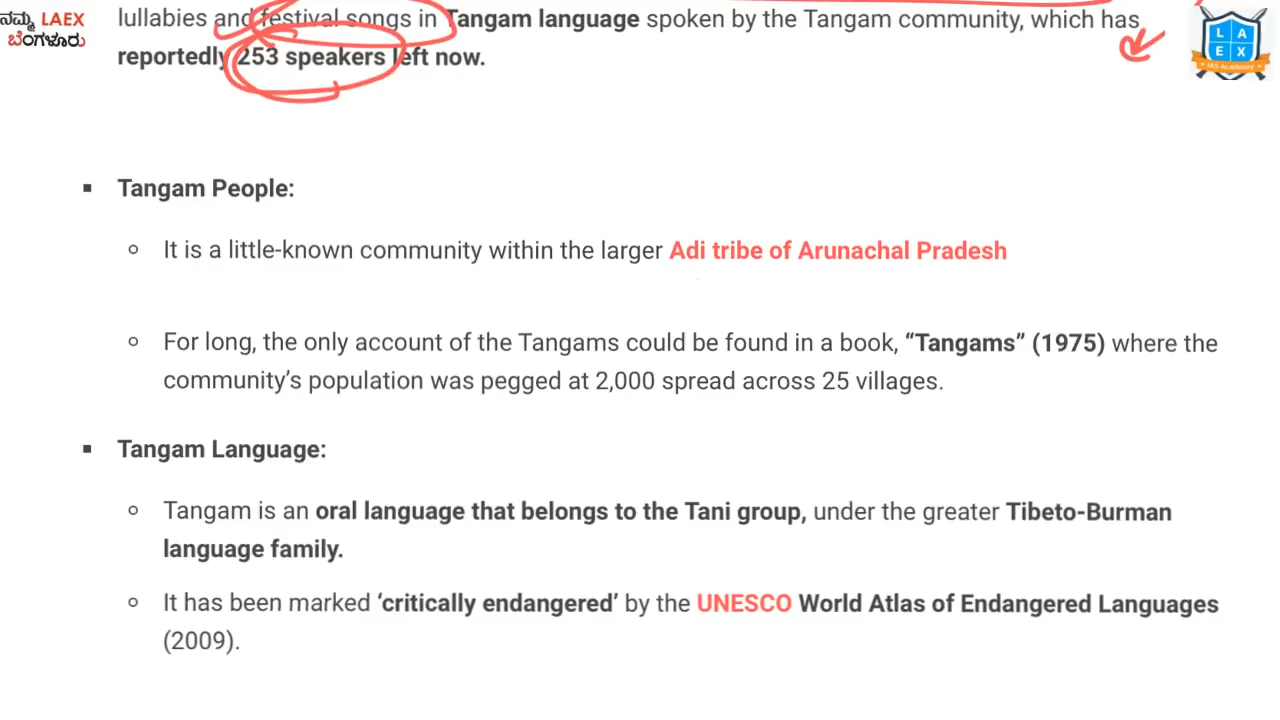 ನಮ್ಮ LAEX
ಬೆಂಗಳೂರು
lullabies and festival songs in Tangam language spoken by the Tangam community, which has
reportedly 253 speakers left now.
L A
E X
IAS Academy
▪ Tangam People:
○ It is a little-known community within the larger Adi tribe of Arunachal Pradesh
○ For long, the only account of the Tangams could be found in a book, “Tangams” (1975) where the
community’s population was pegged at 2,000 spread across 25 villages.
▪ Tangam Language:
○ Tangam is an oral language that belongs to the Tani group, under the greater Tibeto-Burman
language family.
○ It has been marked ‘critically endangered’ by the UNESCO World Atlas of Endangered Languages
(2009).